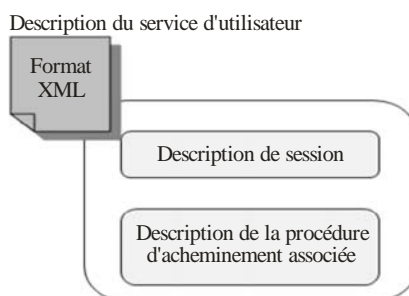 Description du service d'utilisateur
Format
XML
Description de session
Description de la procédure
d'acheminement associée